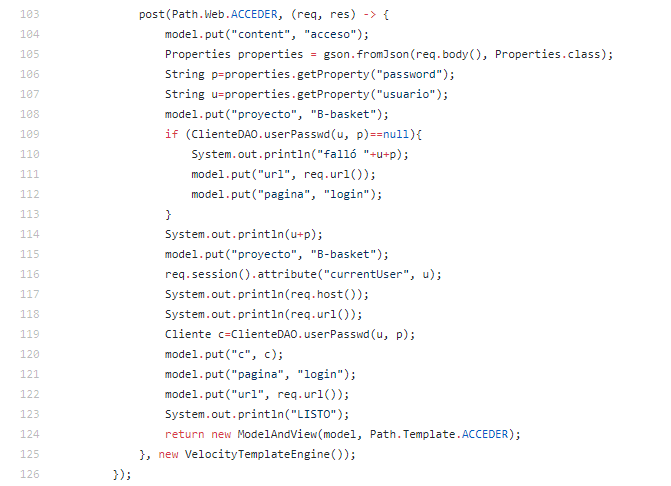 103 post(Path.Web.ACCEDER, (req, res) -> {
104 model.put("content", "acceso");
105 Properties properties = gson.fromJson(req.body(), Properties.class);
106 String p=properties.getProperty("password");
107 String u=properties.getProperty("usuario");
108 model.put("proyecto", "B-basket");
109 if (ClienteDAO.userPasswd(u, p)==null){
110 System.out.println("falló "+u+p);
111 model.put("url", req.url());
112 model.put("pagina", "login");
113 }
114 System.out.println(u+p);
115 model.put("proyecto", "B-basket");
116 req.session().attribute("currentUser", u);
117 System.out.println(req.host());
118 System.out.println(req.url());
119 Cliente c=ClienteDAO.userPasswd(u, p);
120 model.put("c", c);
121 model.put("pagina", "login");
122 model.put("url", req.url());
123 System.out.println("LISTO");
124 return new ModelAndView(model, Path.Template.ACCEDER);
125 }, new VelocityTemplateEngine());
126 });